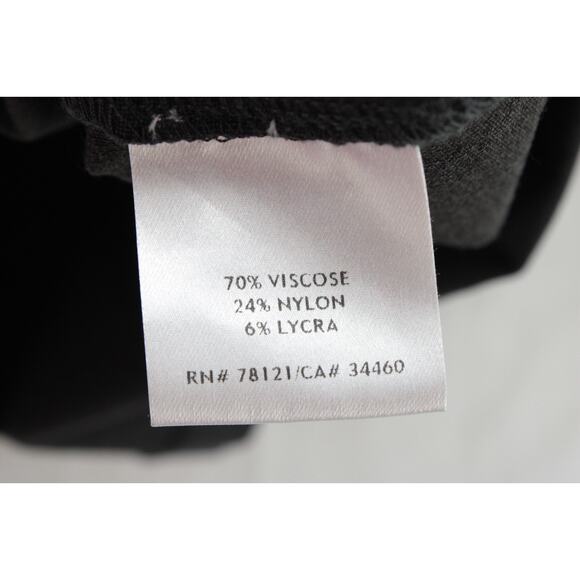 70% VISCOSE
24% NYLON
6% LYCRA
RN# 78121/CA# 34460